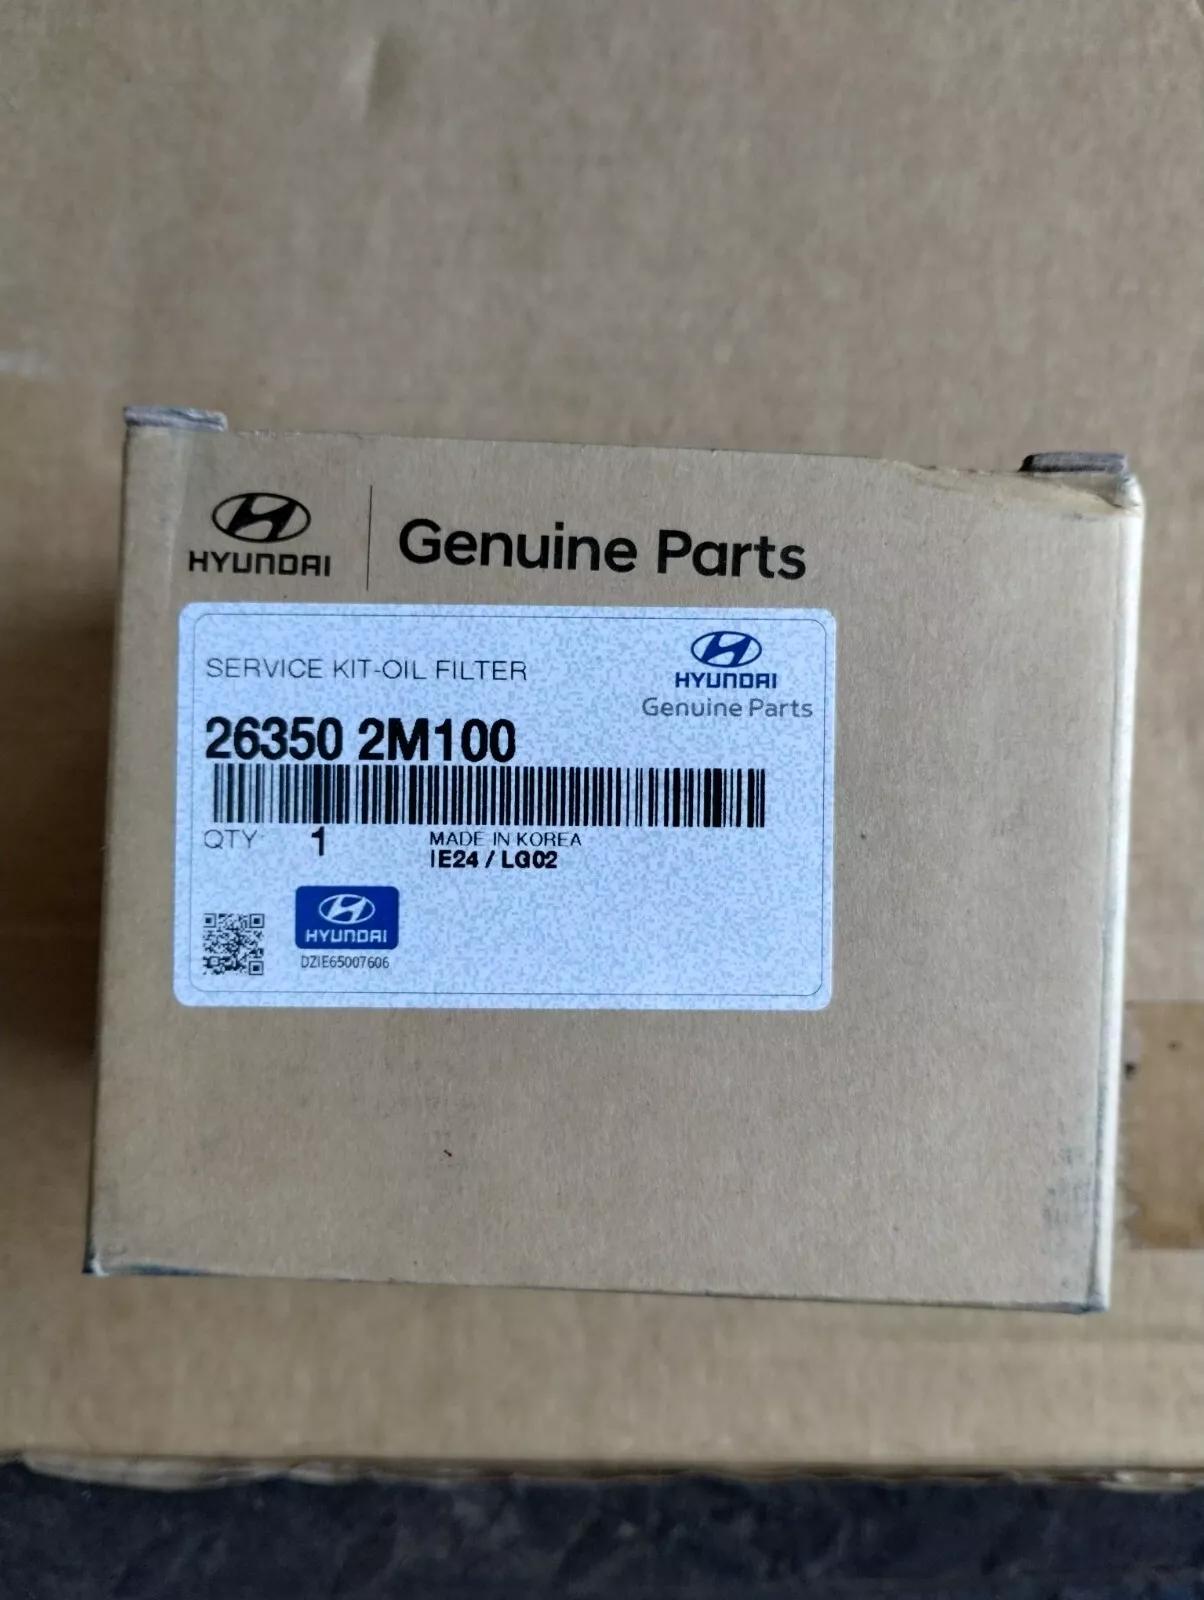 HYUNDAI
Genuine Parts
SERVICE KIT-OIL FILTER
HYUNDAI
Genuine Parts
26350 2M100
QTY 1
MADE IN KOREA
IE24 / LG02
HYUNDAI
DZIE65007606